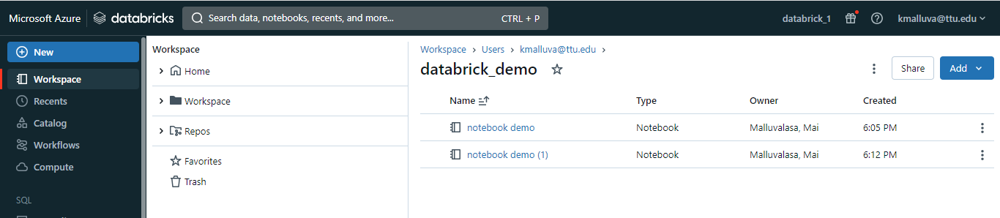 Microsoft Azure databricks Search data, notebooks, recents, and more... CTRL + P databrick_1 kmalluva@ttu.edu
New
Workspace
Recents
Catalog
Workflows
Compute
SQL
Workspace
Home
Workspace
Repos
Favorites
Trash
Workspace > Users > kmalluva@ttu.edu >
databrick_demo Share Add
Name Type Owner Created
notebook demo Notebook Malluvalasa, Mai 6:05 PM
notebook demo (1) Notebook Malluvalasa, Mai 6:12 PM